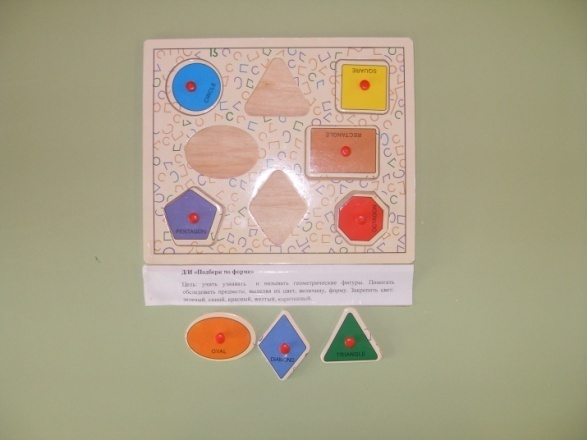 CIRCLE
SQUARE
RECTANGLE
PENTAGON
OCTAGON
Д/И «Подбери по форме»
Цель: учить узнавать и называть геометрические фигуры. Помогать
обследовать предметы, выделяя их цвет, величину, форму. Закрепить цвет:
зеленый, синий, красный, желтый, коричневый.
OVAL
DIAMOND
TRIANGLE